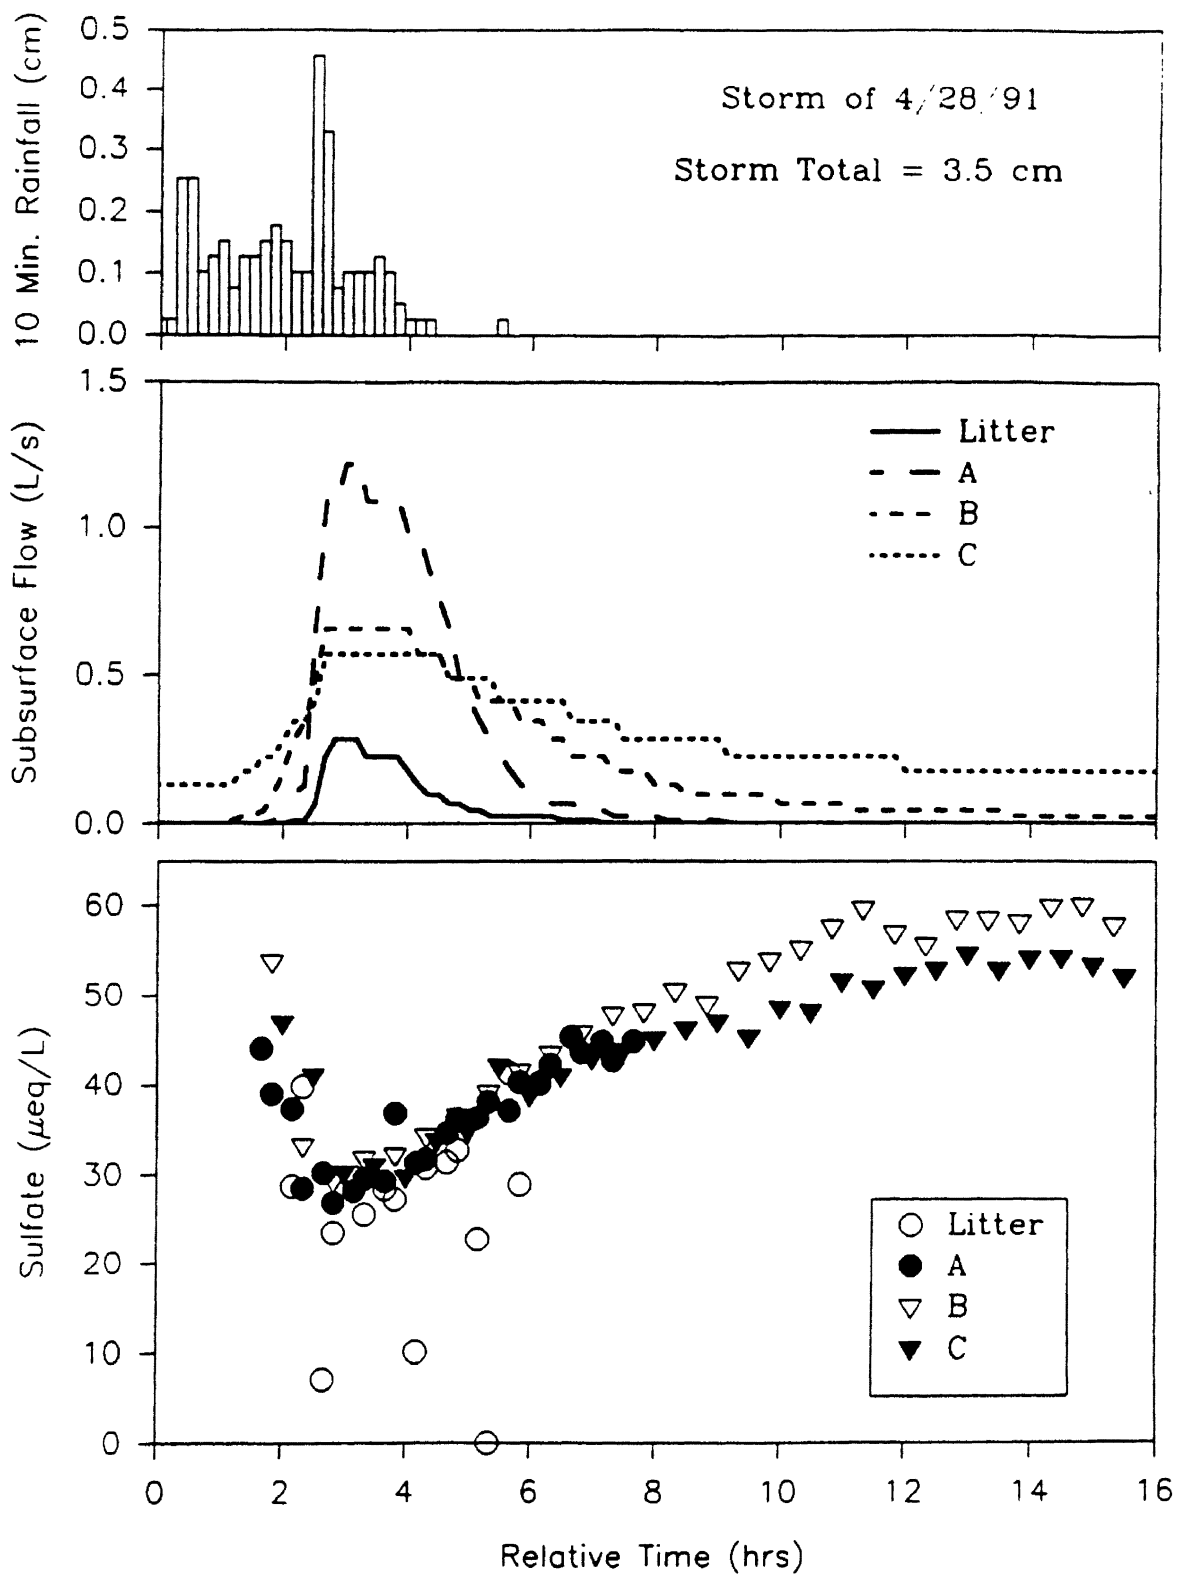 10 Min. Rainfall (cm)
0.5
0.4
0.3
0.2
0.1
0.0
Storm of 4/28/91
Storm Total = 3.5 cm
Subsurface Flow (L/s)
1.5
1.0
0.5
0.0
Litter
A
B
C
Sulfate (μeq/L)
60
50
40
30
20
10
0
Litter
A
B
C
0 2 4 6 8 10 12 14 16
Relative Time (hrs)